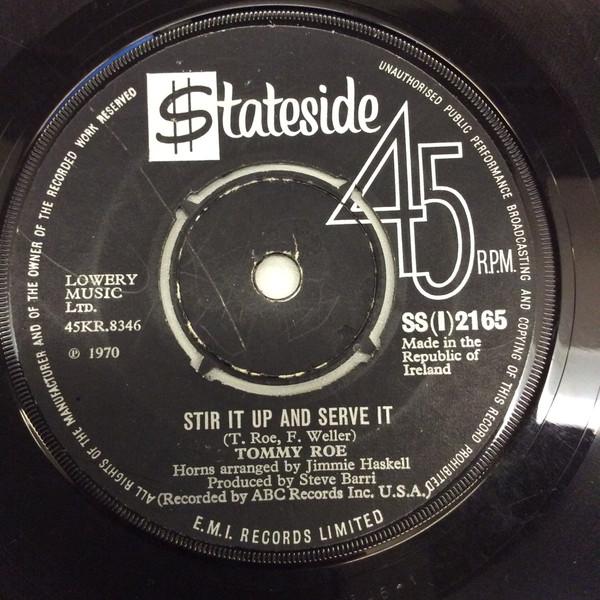 $tateside
45
R.P.M.
LOWERY
MUSIC
LTD.
45KR.8346
℗ 1970
SS(I)2165
Made in the
Republic of
Ireland
STIR IT UP AND SERVE IT
(T. Roe, F. Weller)
TOMMY ROE
Horns arranged by Jimmie Haskell
Produced by Steve Barri
(Recorded by ABC Records Inc. U.S.A.)
E.M.I. RECORDS LIMITED
ALL RIGHTS OF THE MANUFACTURER AND OF THE OWNER OF THE RECORDED WORK RESERVED
UNAUTHORISED PUBLIC PERFORMANCE BROADCASTING AND COPYING OF THIS RECORD PROHIBITED